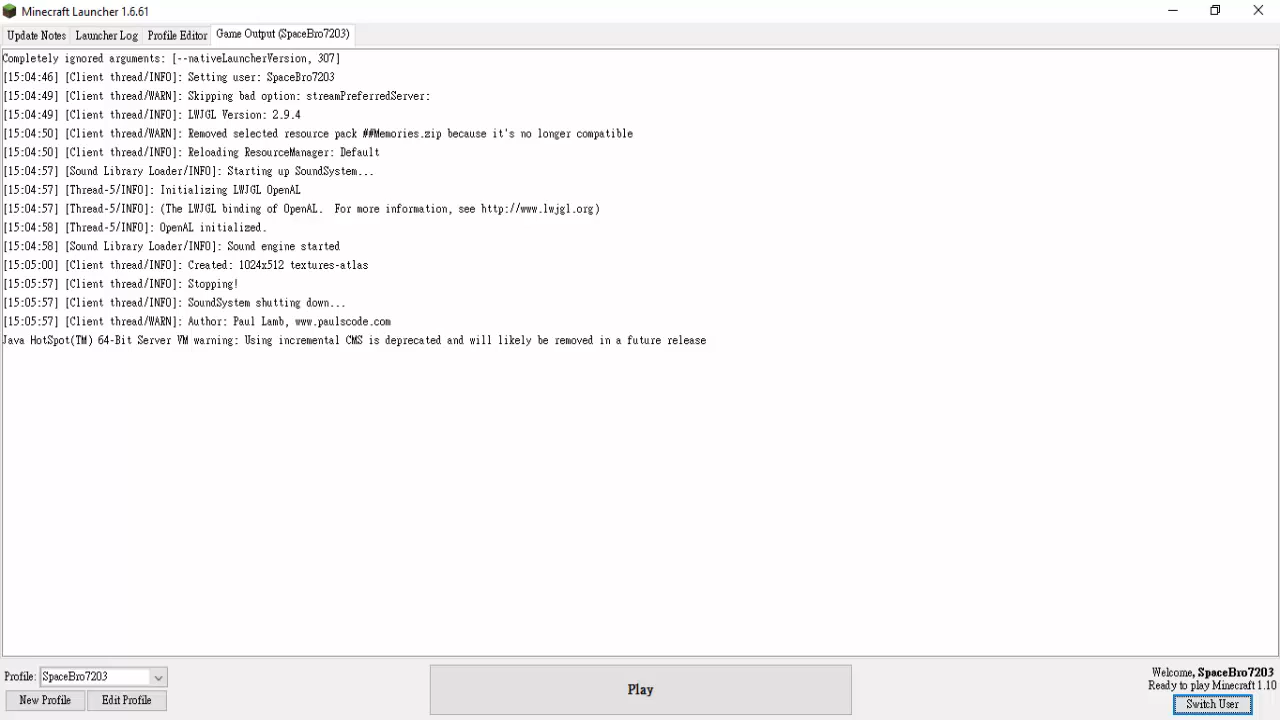 Minecraft Launcher 1.6.61
Update Notes Launcher Log Profile Editor Game Output (SpaceBro7203)
Completely ignored arguments: [--nativeLauncherVersion, 307]
[15:04:46] [Client thread/INFO]: Setting user: SpaceBro7203
[15:04:49] [Client thread/WARN]: Skipping bad option: streamPreferredServer:
[15:04:49] [Client thread/INFO]: LWJGL Version: 2.9.4
[15:04:50] [Client thread/WARN]: Removed selected resource pack ##Memories.zip because it's no longer compatible
[15:04:50] [Client thread/INFO]: Reloading ResourceManager: Default
[15:04:57] [Sound Library Loader/INFO]: Starting up SoundSystem...
[15:04:57] [Thread-5/INFO]: Initializing LWJGL OpenAL
[15:04:57] [Thread-5/INFO]: (The LWJGL binding of OpenAL.  For more information, see http://www.lwjgl.org)
[15:04:58] [Thread-5/INFO]: OpenAL initialized.
[15:04:58] [Sound Library Loader/INFO]: Sound engine started
[15:05:00] [Client thread/INFO]: Created: 1024x512 textures-atlas
[15:05:57] [Client thread/INFO]: Stopping!
[15:05:57] [Client thread/INFO]: SoundSystem shutting down...
[15:05:57] [Client thread/WARN]: Author: Paul Lamb, www.paulscode.com
Java HotSpot(TM) 64-Bit Server VM warning: Using incremental CMS is deprecated and will likely be removed in a future release
Profile: SpaceBro7203
New Profile Edit Profile
Play
Welcome, SpaceBro7203
Ready to play Minecraft 1.10
Switch User